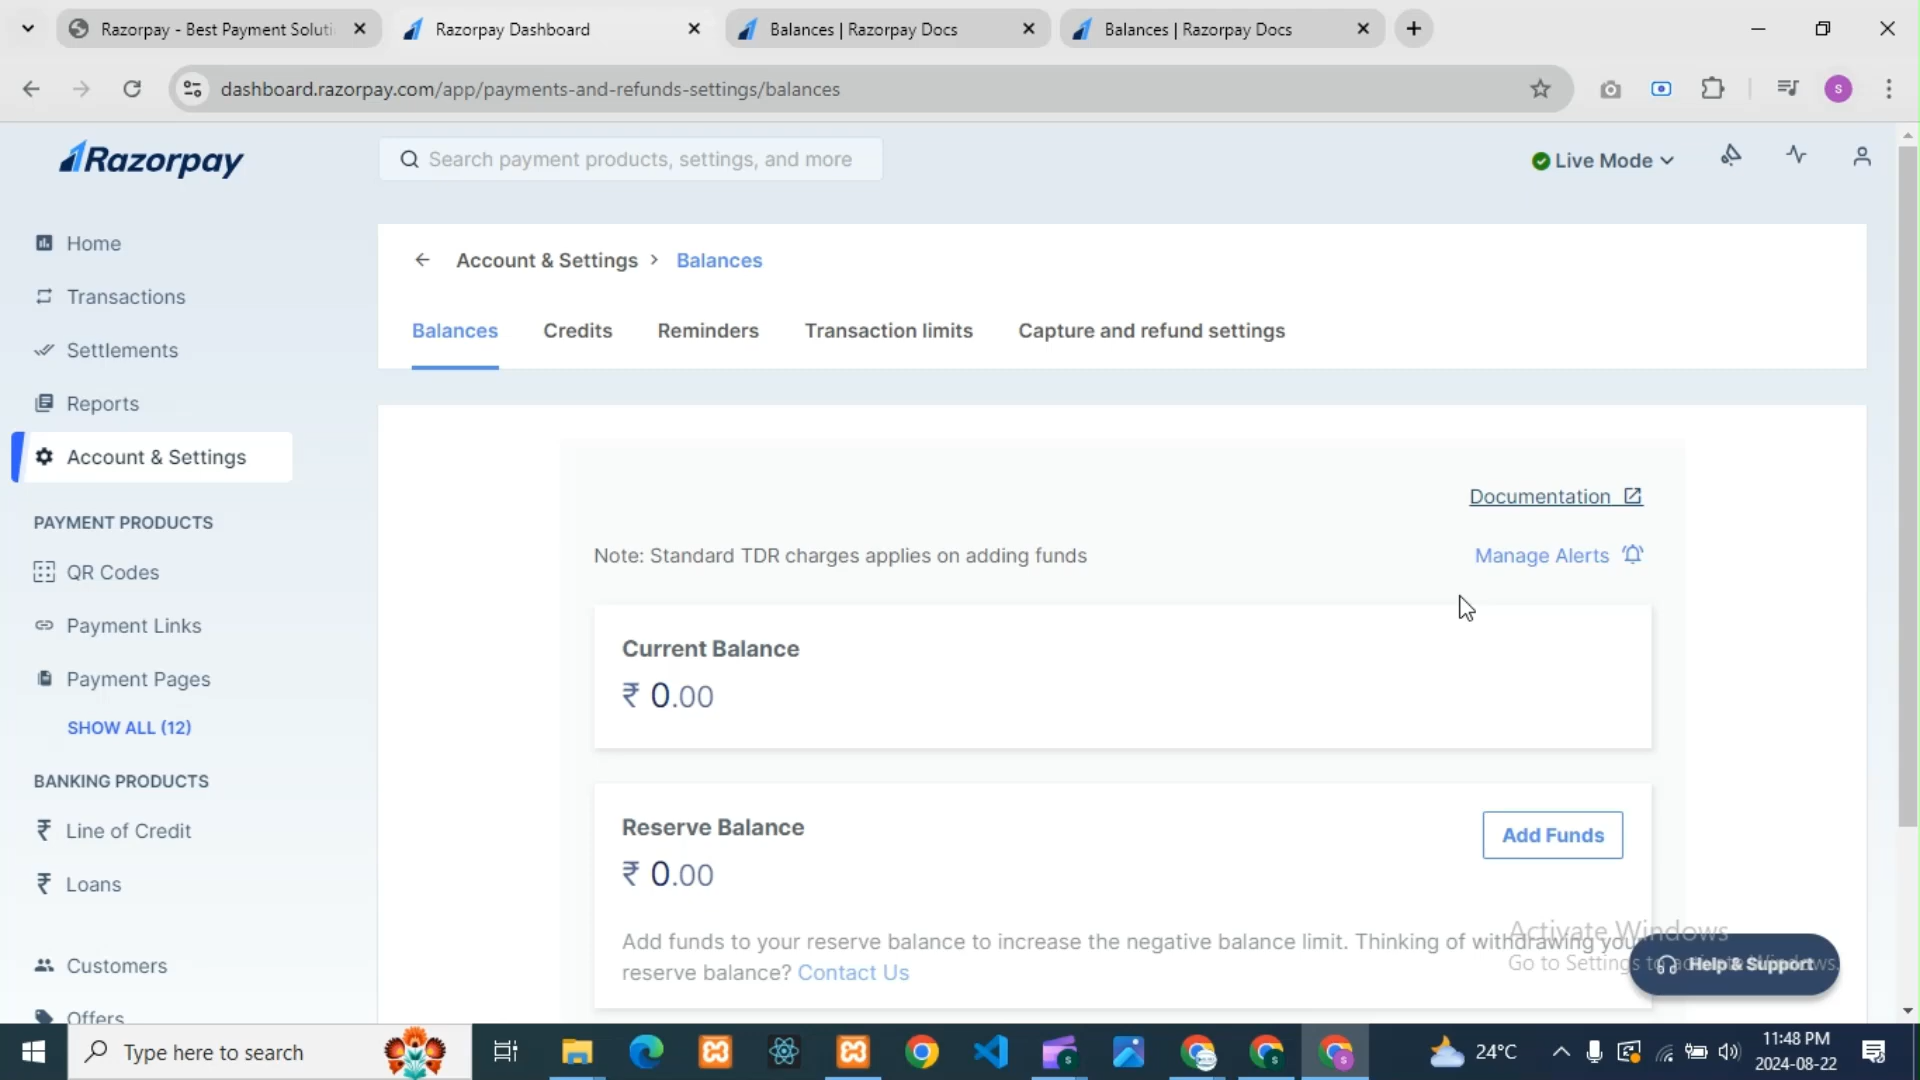 Razorpay - Best Payment Soluti
Razorpay Dashboard
Balances | Razorpay Docs
Balances | Razorpay Docs
dashboard.razorpay.com/app/payments-and-refunds-settings/balances
s
Razorpay
Search payment products, settings, and more
Live Mode
Home
Transactions
Settlements
Reports
Account & Settings
PAYMENT PRODUCTS
QR Codes
Payment Links
Payment Pages
SHOW ALL (12)
BANKING PRODUCTS
₹ Line of Credit
₹ Loans
Customers
Offers
Account & Settings > Balances
Balances
Credits
Reminders
Transaction limits
Capture and refund settings
Documentation
Note: Standard TDR charges applies on adding funds
Manage Alerts
Current Balance
₹ 0.00
Reserve Balance
₹ 0.00
Add Funds
Add funds to your reserve balance to increase the negative balance limit. Thinking of withdrawing your
reserve balance? Contact Us
Activate Windows
Go to Settings to activate Windows.
Help & Support
Type here to search
24°C
11:48 PM
2024-08-22